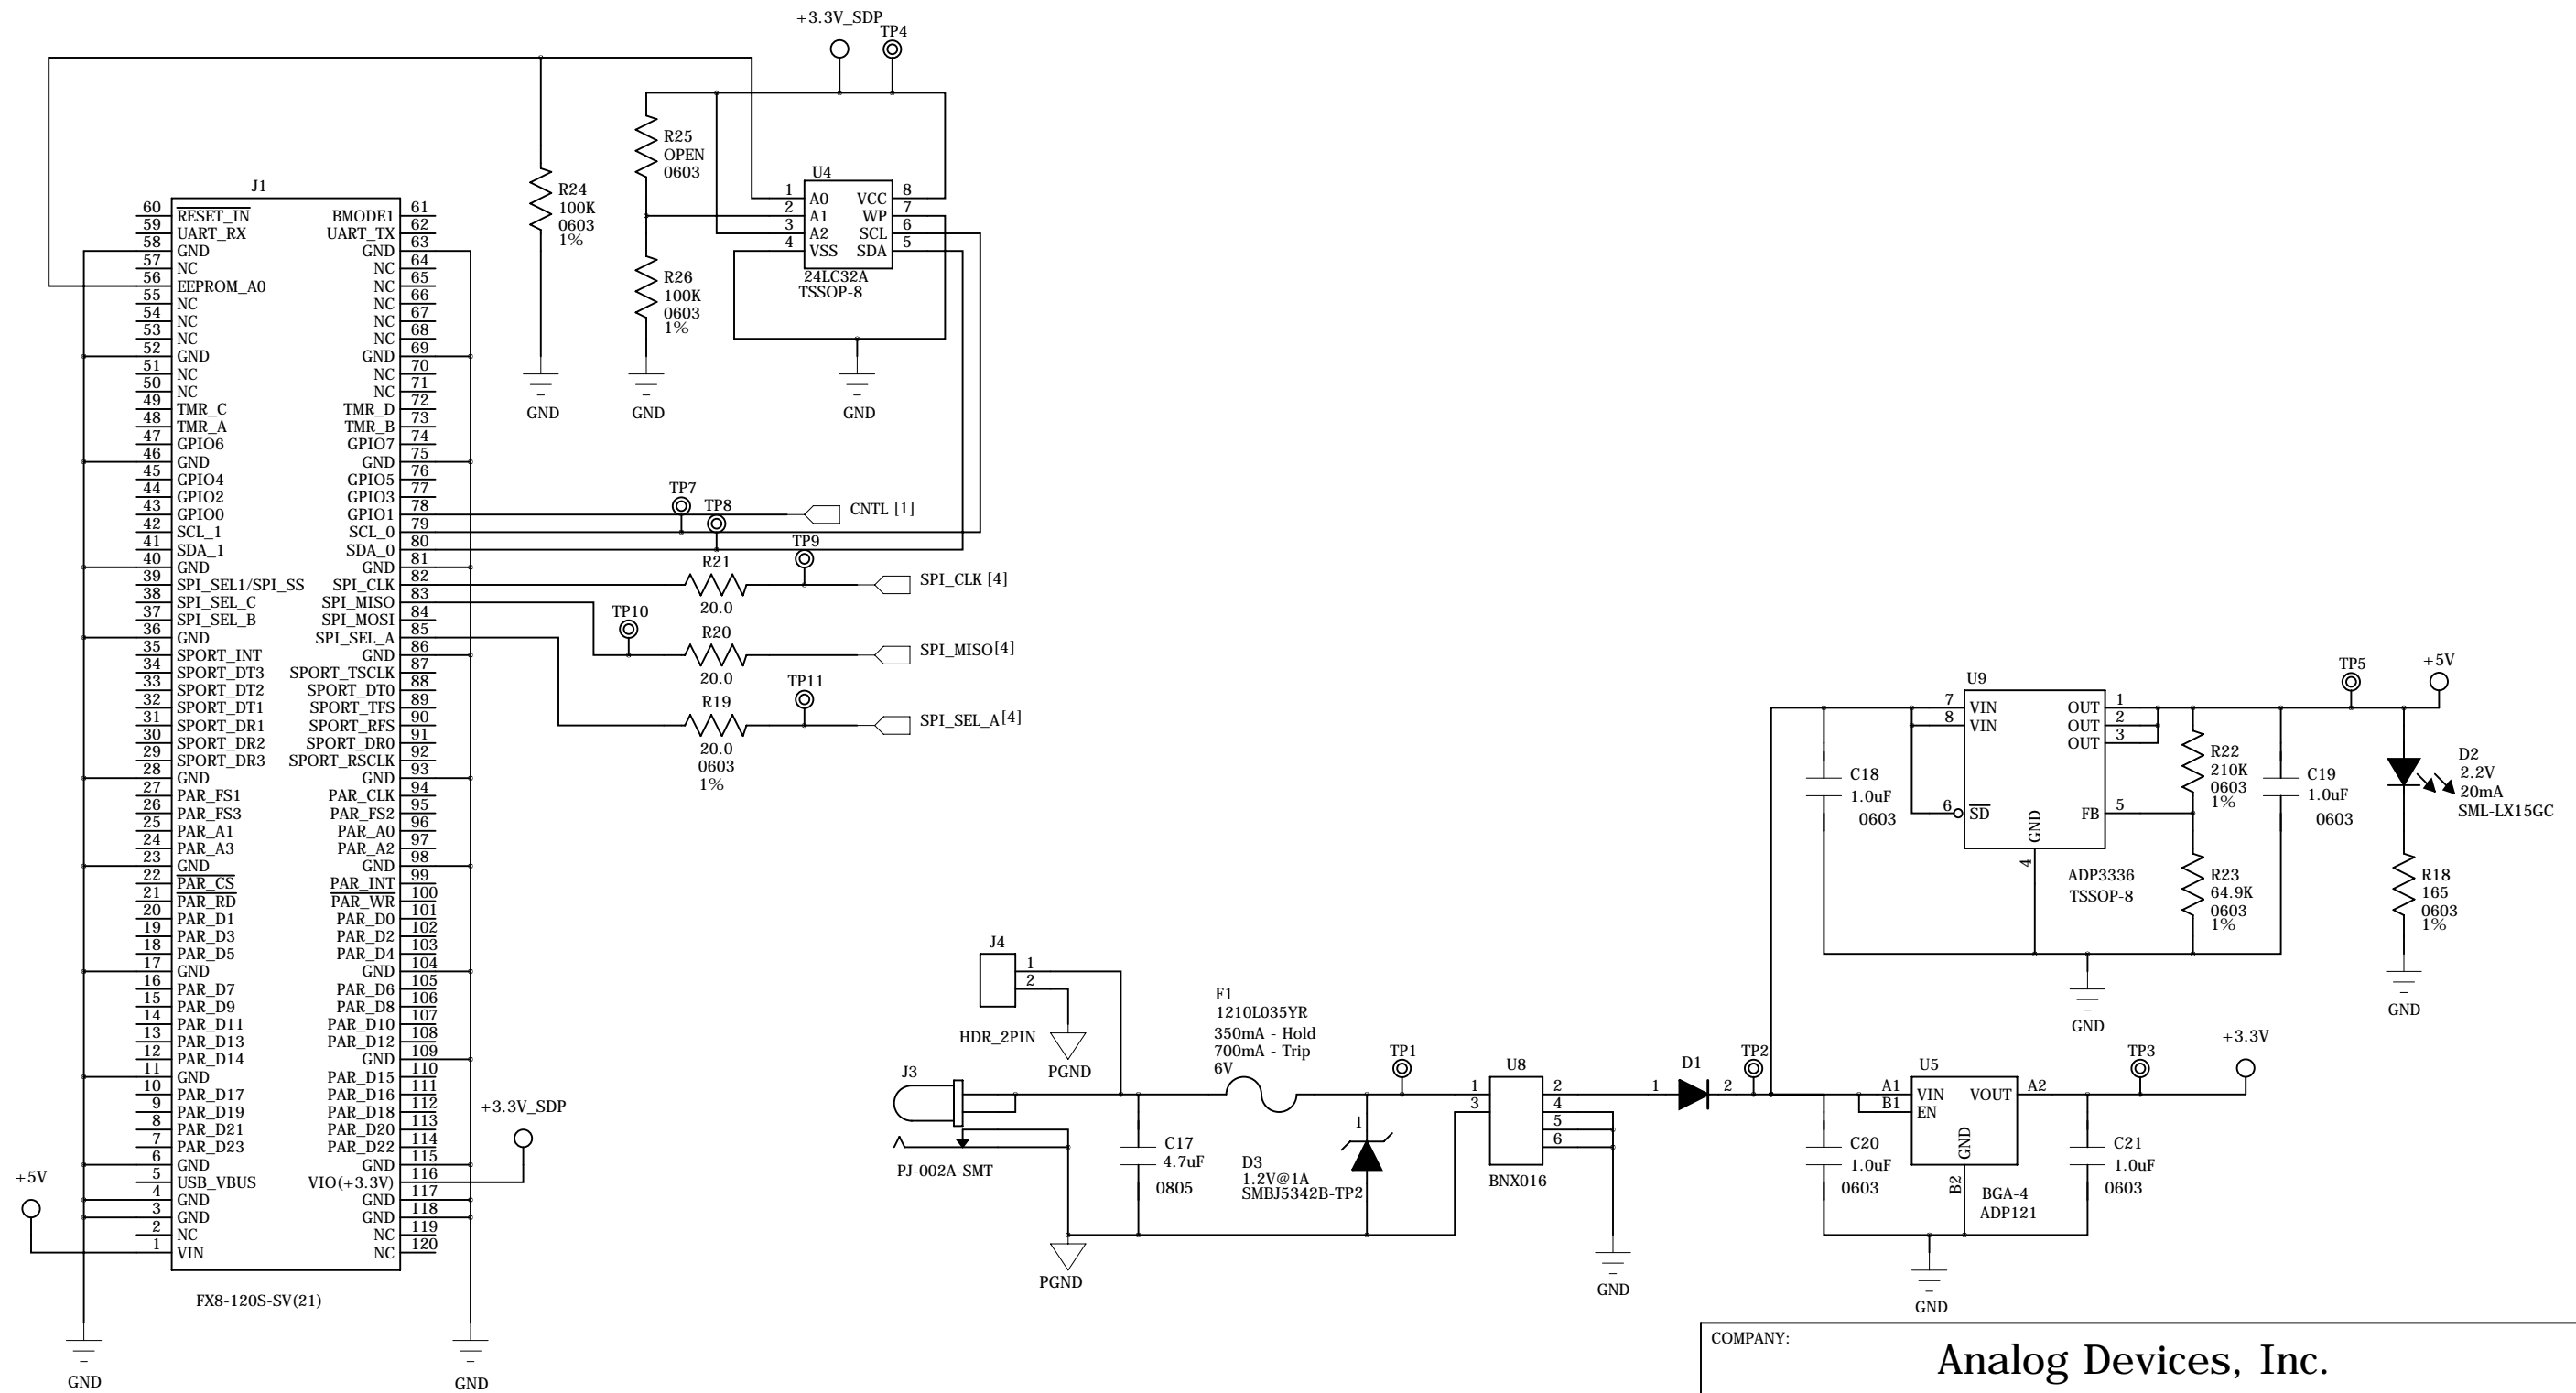 +3.3V_SDP
TP4
R25
OPEN
0603
U4
1 A0 VCC 8
2 A1 WP 7
3 A2 SCL 6
4 VSS SDA 5
24LC32A
TSSOP-8
R24
100K
0603
1%
R26
100K
0603
1%
GND
GND
GND
J1
60 RESET_IN BMODE1 61
59 UART_RX UART_TX 62
58 GND GND 63
57 NC NC 64
56 EEPROM_A0 NC 65
55 NC NC 66
54 NC NC 67
53 NC NC 68
52 GND GND 69
51 NC NC 70
50 NC NC 71
49 TMR_C TMR_D 72
48 TMR_A TMR_B 73
47 GPIO6 GPIO7 74
46 GND GND 75
45 GPIO4 GPIO5 76
44 GPIO2 GPIO3 77
43 GPIO0 GPIO1 78
42 SCL_1 SCL_0 79
41 SDA_1 SDA_0 80
40 GND GND 81
39 SPI_SEL1/SPI_SS SPI_CLK 82
38 SPI_SEL_C SPI_MISO 83
37 SPI_SEL_B SPI_MOSI 84
36 GND SPI_SEL_A 85
35 SPORT_INT GND 86
34 SPORT_DT3 SPORT_TSCLK 87
33 SPORT_DT2 SPORT_DT0 88
32 SPORT_DT1 SPORT_TFS 89
31 SPORT_DR1 SPORT_RFS 90
30 SPORT_DR2 SPORT_DR0 91
29 SPORT_DR3 SPORT_RSCLK 92
28 GND GND 93
27 PAR_FS1 PAR_CLK 94
26 PAR_FS3 PAR_FS2 95
25 PAR_A1 PAR_A0 96
24 PAR_A3 PAR_A2 97
23 GND GND 98
22 PAR_CS PAR_INT 99
21 PAR_RD PAR_WR 100
20 PAR_D1 PAR_D0 101
19 PAR_D3 PAR_D2 102
18 PAR_D5 PAR_D4 103
17 GND GND 104
16 PAR_D7 PAR_D6 105
15 PAR_D9 PAR_D8 106
14 PAR_D11 PAR_D10 107
13 PAR_D13 PAR_D12 108
12 PAR_D14 GND 109
11 GND PAR_D15 110
10 PAR_D17 PAR_D16 111
9 PAR_D19 PAR_D18 112
8 PAR_D21 PAR_D20 113
7 PAR_D23 PAR_D22 114
6 GND GND 115
5 USB_VBUS VIO(+3.3V) 116
4 GND GND 117
3 GND GND 118
2 NC NC 119
1 VIN NC 120
FX8-120S-SV(21)
+5V
+3.3V_SDP
GND
GND
TP7
TP8
CNTL [1]
TP9
R21
20.0
SPI_CLK [4]
TP10
R20
20.0
SPI_MISO[4]
TP11
R19
20.0
0603
1%
SPI_SEL_A[4]
J4
1
2
HDR_2PIN
PGND
J3
PJ-002A-SMT
PGND
C17
4.7uF
0805
F1
1210L035YR
350mA - Hold
700mA - Trip
6V
TP1
1
D3
1.2V@1A
SMBJ5342B-TP2
U8
1 2
3 4
5
6
BNX016
GND
D1
1 2
TP2
U9
7 VIN OUT 1
8 VIN OUT 2
OUT 3
6 SD FB 5
GND
4
ADP3336
TSSOP-8
C18
1.0uF
0603
R22
210K
0603
1%
R23
64.9K
0603
1%
C19
1.0uF
0603
TP5
+5V
D2
2.2V
20mA
SML-LX15GC
R18
165
0603
1%
GND
GND
U5
A1 VIN VOUT A2
B1 EN
GND
B2
BGA-4
ADP121
C20
1.0uF
0603
C21
1.0uF
0603
TP3
+3.3V
GND
COMPANY:
Analog Devices, Inc.